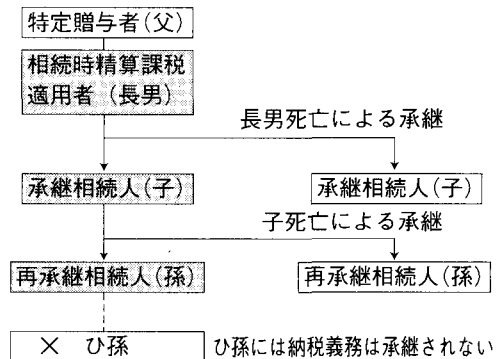 特定贈与者(父)
相続時精算課税
適用者(長男)
長男死亡による承継
承継相続人(子)
承継相続人(子)
子死亡による承継
再承継相続人(孫)
再承継相続人(孫)
× ひ孫
ひ孫には納税義務は承継されない